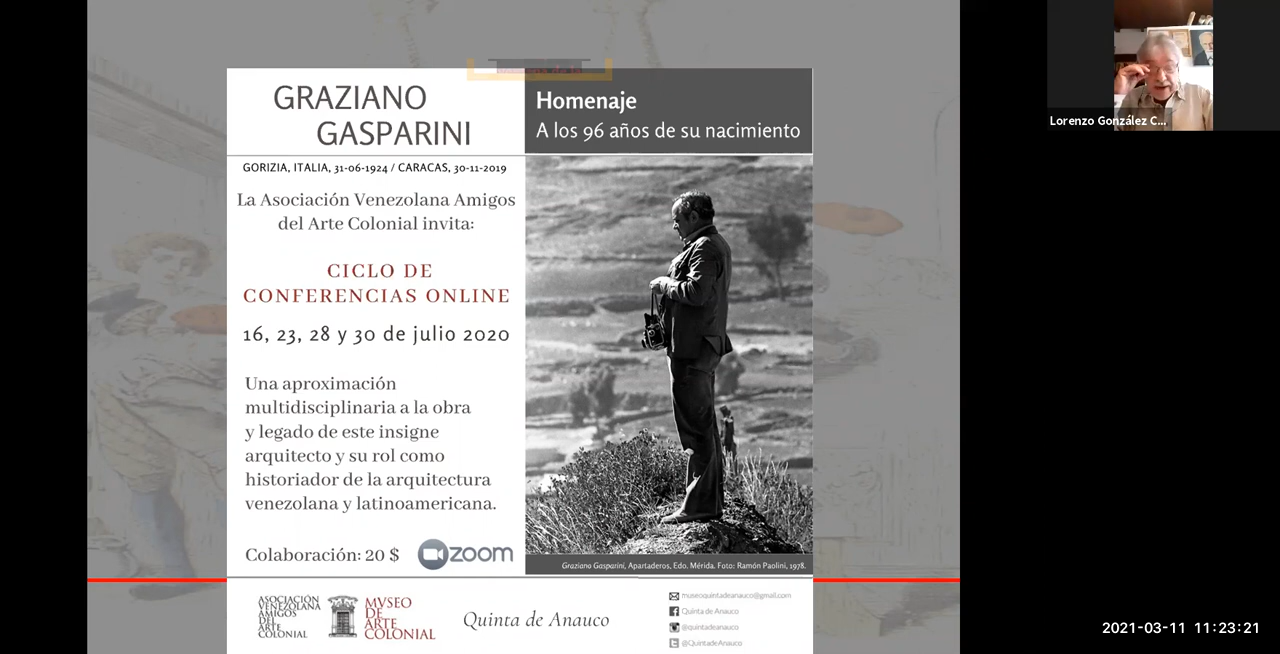 GRAZIANO
GASPARINI
GORIZIA, ITALIA, 31-06-1924 / CARACAS, 30-11-2019
La Asociación Venezolana Amigos
del Arte Colonial invita:
CICLO DE
CONFERENCIAS ONLINE
16, 23, 28 y 30 de julio 2020
Una aproximación
multidisciplinaria a la obra
y legado de este insigne
arquitecto y su rol como
historiador de la arquitectura
venezolana y latinoamericana.
Colaboración: 20 $
zoom
Homenaje
A los 96 años de su nacimiento
Graziano Gasparini, Apartaderos, Edo. Mérida. Foto: Ramón Paolini, 1978.
ASOCIACIÓN
VENEZOLANA
AMIGOS
DEL ARTE
COLONIAL
MVSEO
DE
ARTE
COLONIAL
Quinta de Anauco
museoquintadeanauco@gmail.com
Quinta de Anauco
@quintadeanauco
@QuintadeAnauco
Lorenzo González C...
2021-03-11 11:23:21